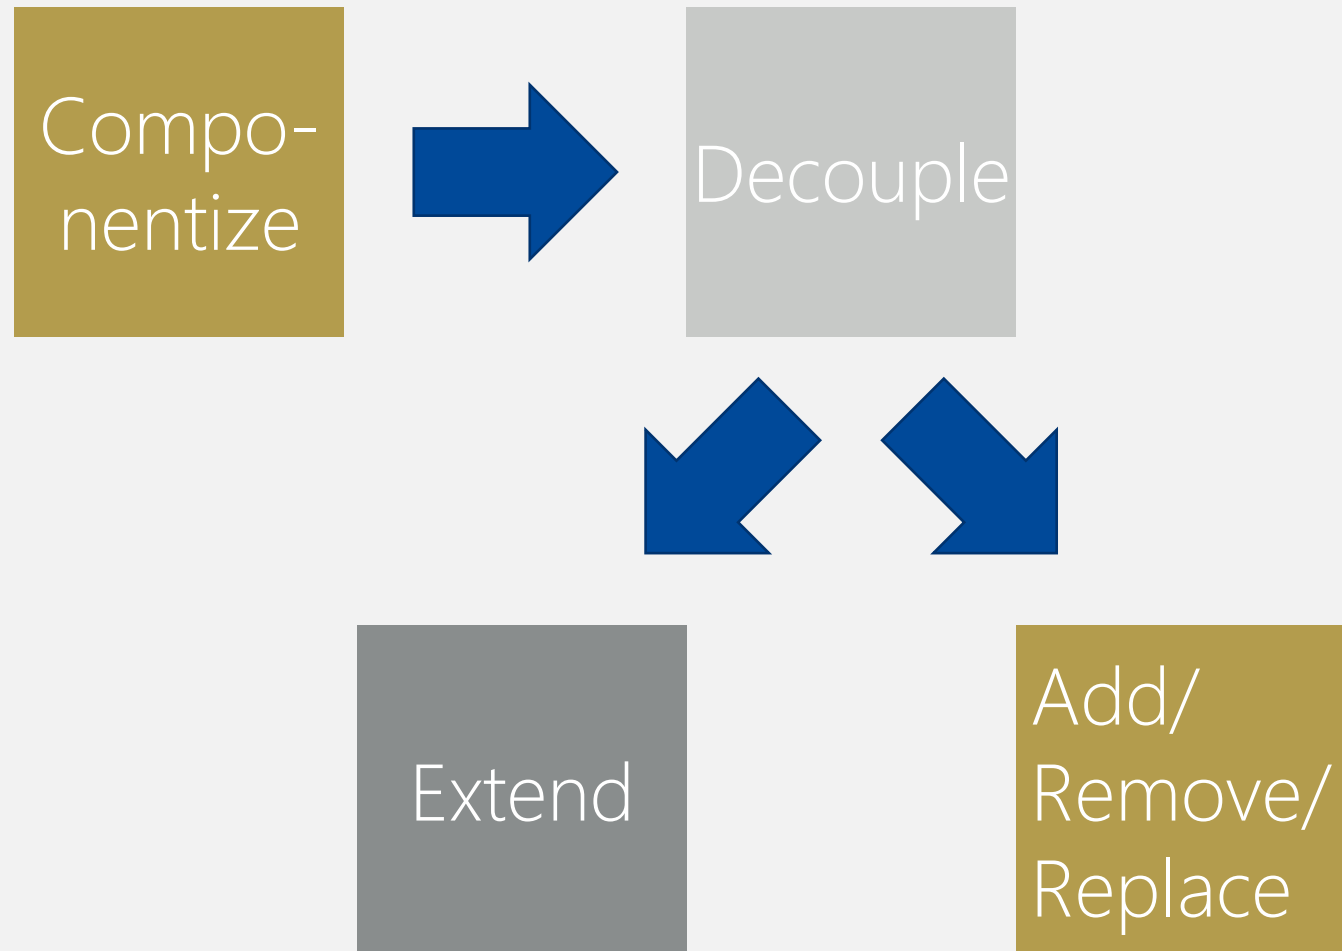 Compo-
nentize
Decouple
Extend
Add/
Remove/
Replace